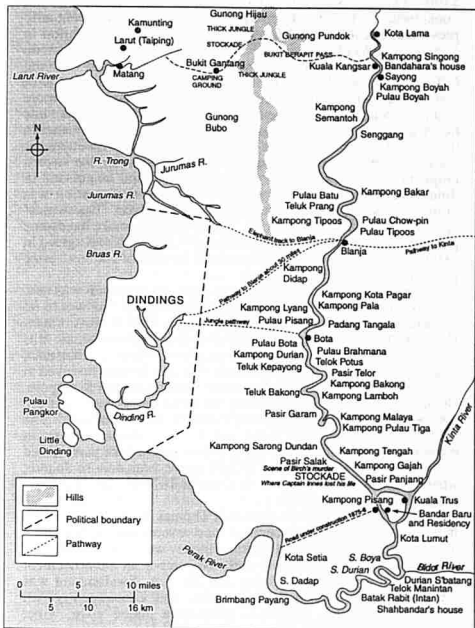 Kamunting
Larut (Taiping)
Larut River
Matang
Gunong Hijau
THICK JUNGLE
STOCKADE
Gunong Pundok
BUKIT BERAPIT PASS
Bukit Gantang
CAMPING
GROUND
THICK JUNGLE
Kota Lama
Kampong Singong
Kuala Kangsar
Bandahara's house
Sayong
Kampong Boyah
Pulau Boyah
Kampong
Semantoh
Senggang
Gunong
Bubo
N
R. Trong
Jurumas R.
Jurumas R.
Bruas R.
Pulau Batu
Teluk Prang
Kampong Tipoos
Kampong Bakar
Pulau Chow-pin
Pulau Tipoos
Elephant track to Blanja
Blanja
Pathway to Kinta
Pathway to Bruas about 50 miles
Kampong
Didap
DINDINGS
Jungle pathway
Kampong Kota Pagar
Kampong Pala
Kampong Lyang
Pulau Pisang
Padang Tangala
Bota
Pulau Bota
Kampong Durian
Teluk Kepayong
Pulau Brahmana
Telok Potus
Pasir Telor
Kampong Bakong
Kampong Lamboh
Teluk Bakong
Pulau
Pangkor
Dinding R.
Little
Dinding
Pasir Garam
Kampong Malaya
Kampong Pulau Tiga
Kinta River
Kampong Sarong Dundan
Kampong Tengah
Pasir Salak
Scene of Birch's murder
STOCKADE
Where Captain Innes lost his life
Kampong Gajah
Pasir Panjang
Kampong Pisang
Kuala Trus
Bandar Baru
and Residency
Road under construction 1875-6
Kota Lumut
Perak River
Kota Setia
S. Boya
S. Durian
Bidor River
S. Dadap
Durian S'batang
Telok Manintan
Batak Rabit (Intan)
Shahbandar's house
Brimbang Payang
Hills
Political boundary
Pathway
0 5 10 miles
0 8 16 km